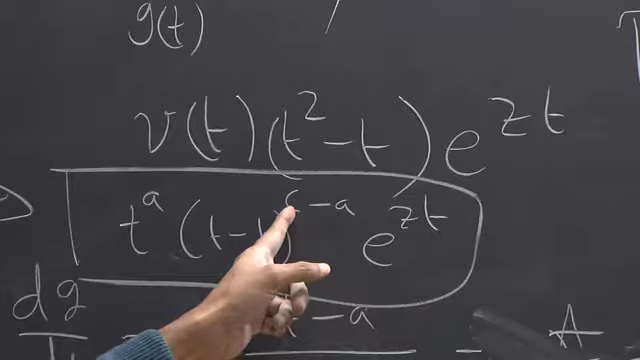 g(t)
v(t)(t² - t) e^{zt}
t^a (t - 1)^{c - a} e^{zt}
dg
- a
= A